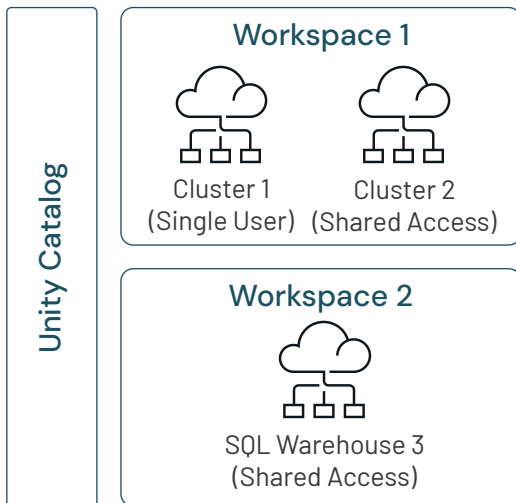 Unity Catalog
Workspace 1
Cluster 1
(Single User)
Cluster 2
(Shared Access)
Workspace 2
SQL Warehouse 3
(Shared Access)